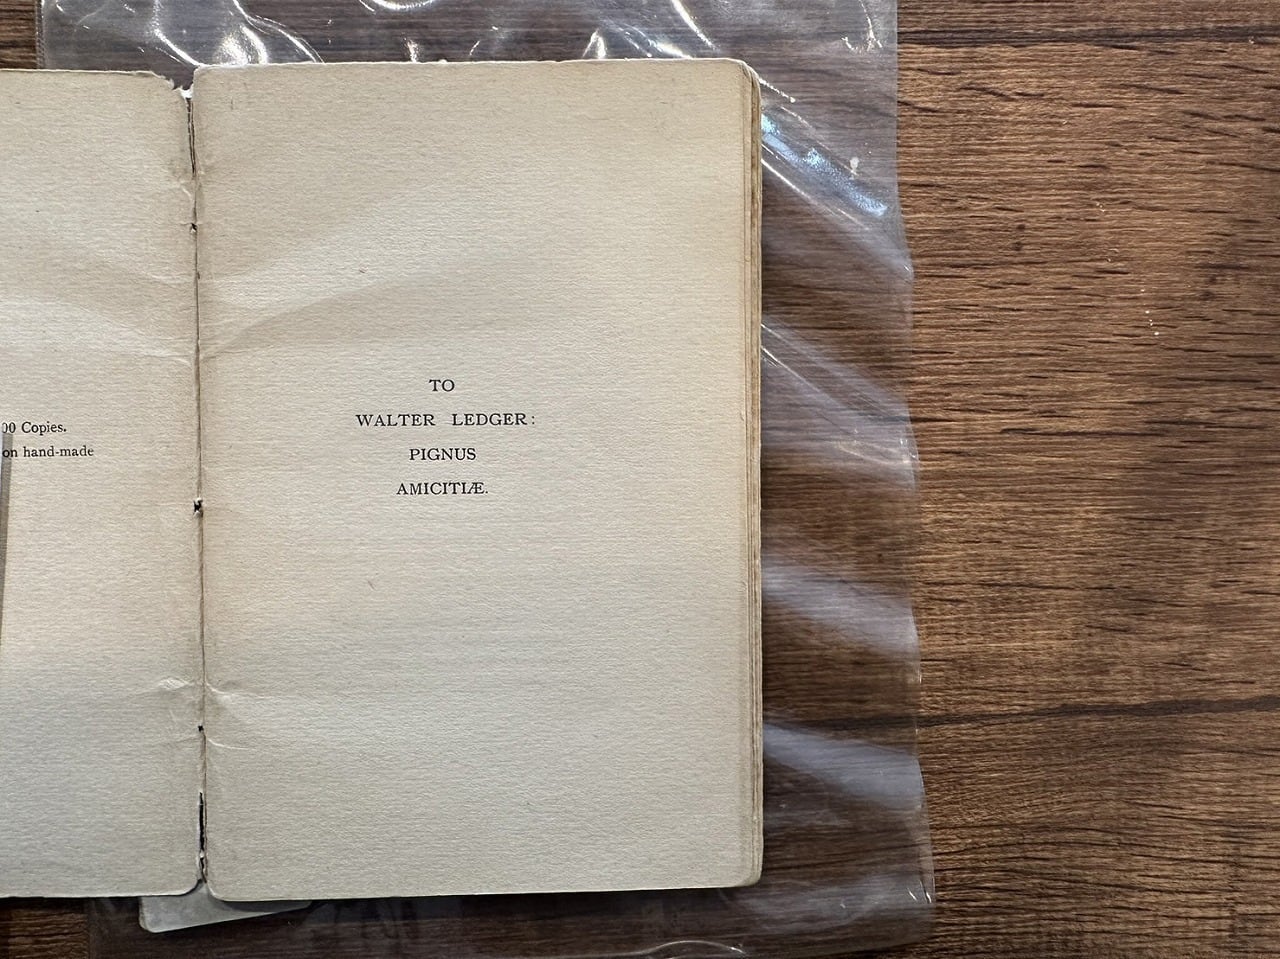 00 Copies.
on hand-made
TO
WALTER LEDGER:
PIGNUS
AMICITIÆ.